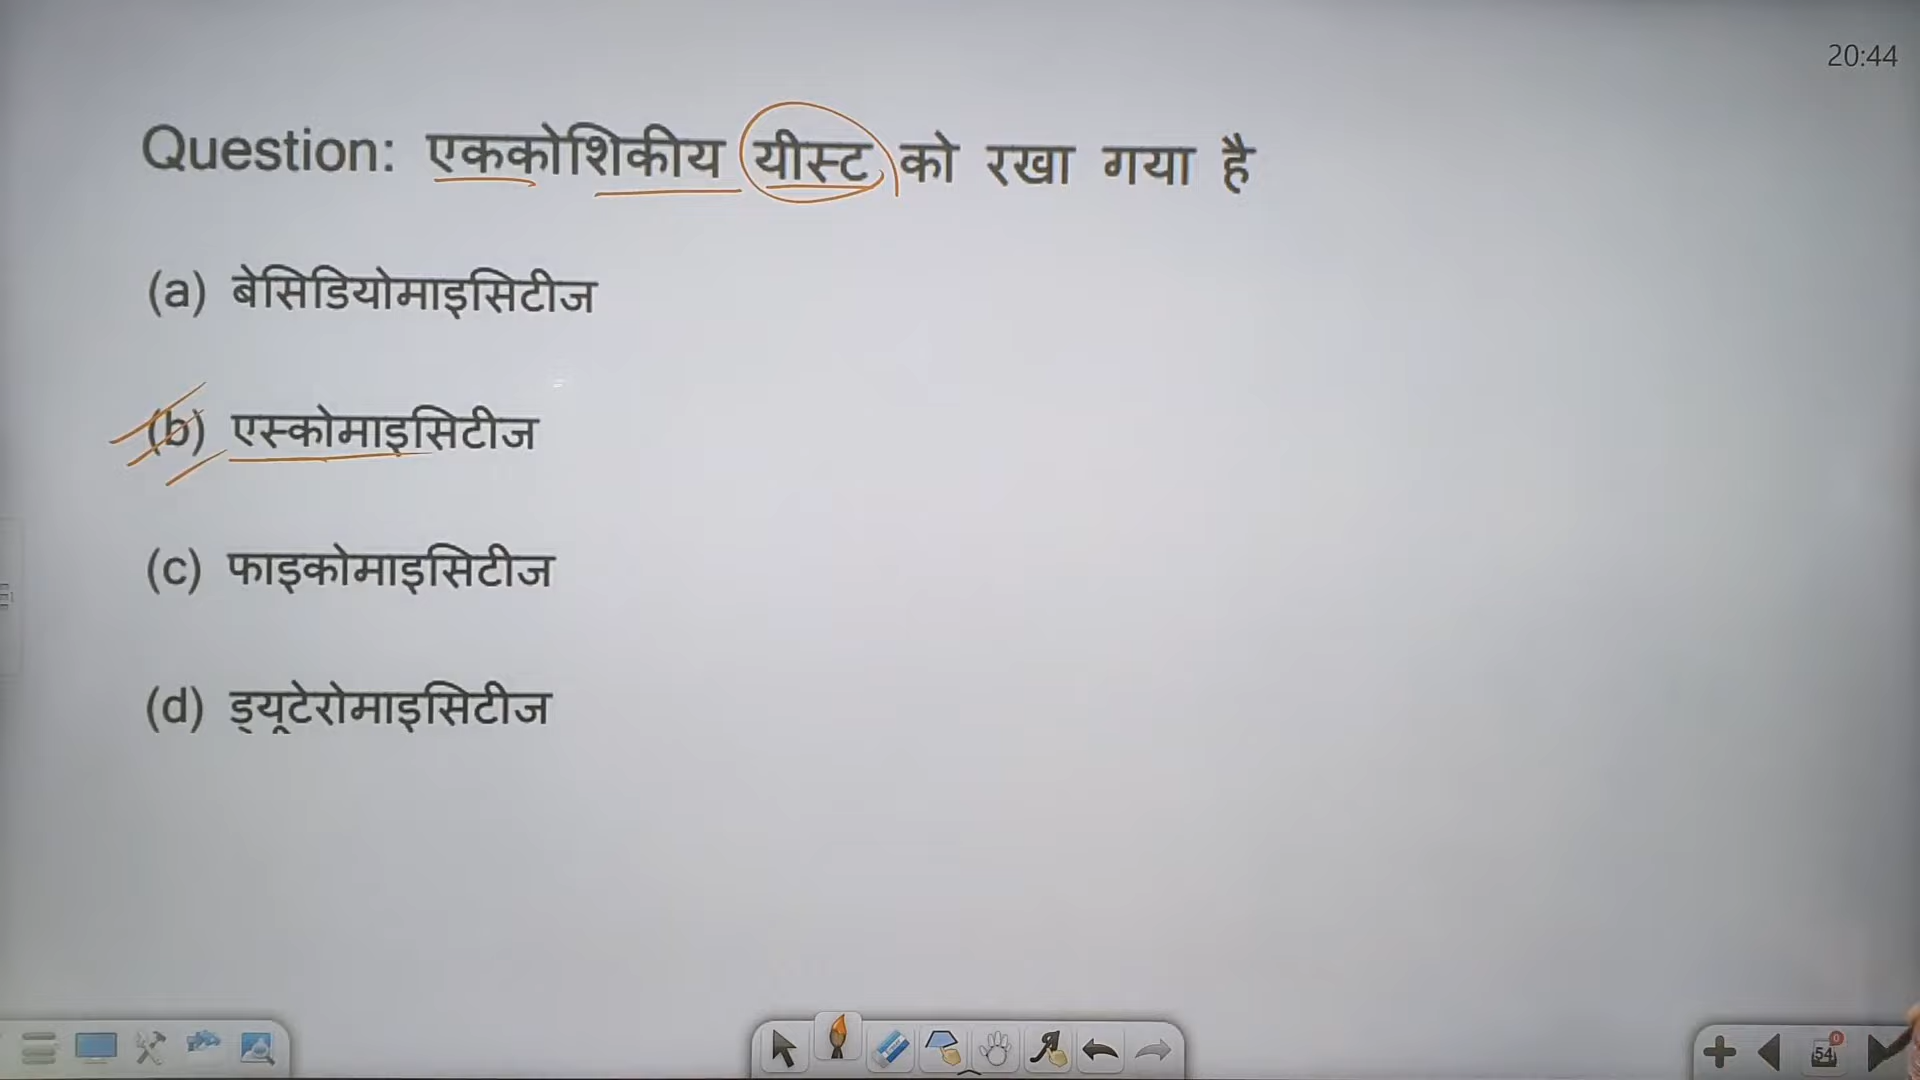 20:44
Question: एककोशिकीय यीस्ट को रखा गया है
(a) बेसिडियोमाइसिटीज
(b) एस्कोमाइसिटीज
(c) फाइकोमाइसिटीज
(d) ड्यूटेरोमाइसिटीज
54